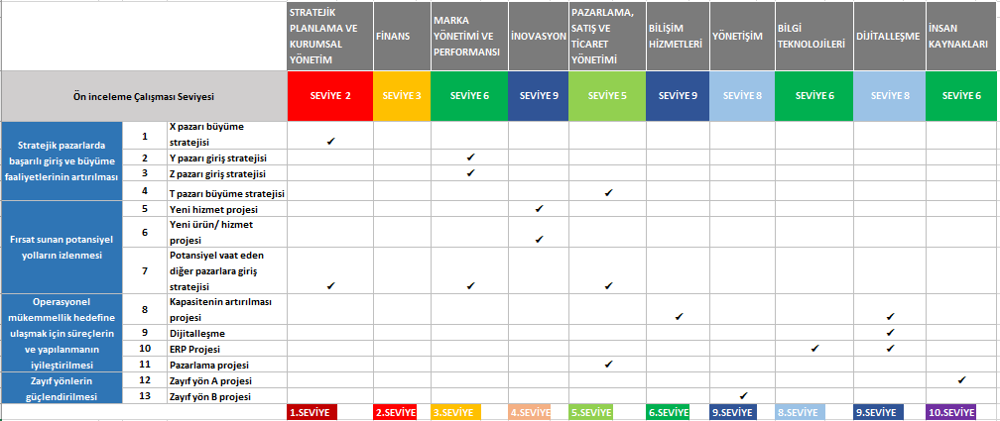 STRATEJİK
PLANLAMA VE
KURUMSAL
YÖNETİM
FİNANS
MARKA
YÖNETİMİ VE
PERFORMANSI
İNOVASYON
PAZARLAMA,
SATIŞ VE
TİCARET
YÖNETİMİ
BİLİŞİM
HİZMETLERİ
YÖNETİŞİM
BİLGİ
TEKNOLOJİLERİ
DİJİTALLEŞME
İNSAN
KAYNAKLARI
Ön inceleme Çalışması Seviyesi
SEVİYE 2
SEVİYE 3
SEVİYE 6
SEVİYE 9
SEVİYE 5
SEVİYE 9
SEVİYE 8
SEVİYE 6
SEVİYE 8
SEVİYE 6
Stratejik pazarlarda
başarılı giriş ve büyüme
faaliyetlerinin artırılması
1
X pazarı büyüme
stratejisi
✓
2
Y pazarı giriş stratejisi
✓
3
Z pazarı giriş stratejisi
✓
4
T pazarı büyüme stratejisi
✓
Fırsat sunan potansiyel
yolların izlenmesi
5
Yeni hizmet projesi
✓
6
Yeni ürün/ hizmet
projesi
✓
7
Potansiyel vaat eden
diğer pazarlara giriş
stratejisi
✓ ✓ ✓
Operasyonel
mükemmellik hedefine
ulaşmak için süreçlerin
ve yapılanmanın
iyileştirilmesi
8
Kapasitenin artırılması
projesi
✓ ✓
9
Dijitalleşme
✓
10
ERP Projesi
✓ ✓
11
Pazarlama projesi
✓
Zayıf yönlerin
güçlendirilmesi
12
Zayıf yön A projesi
✓
13
Zayıf yön B projesi
✓
1.SEVİYE
2.SEVİYE
3.SEVİYE
4.SEVİYE
5.SEVİYE
6.SEVİYE
9.SEVİYE
8.SEVİYE
9.SEVİYE
10.SEVİYE